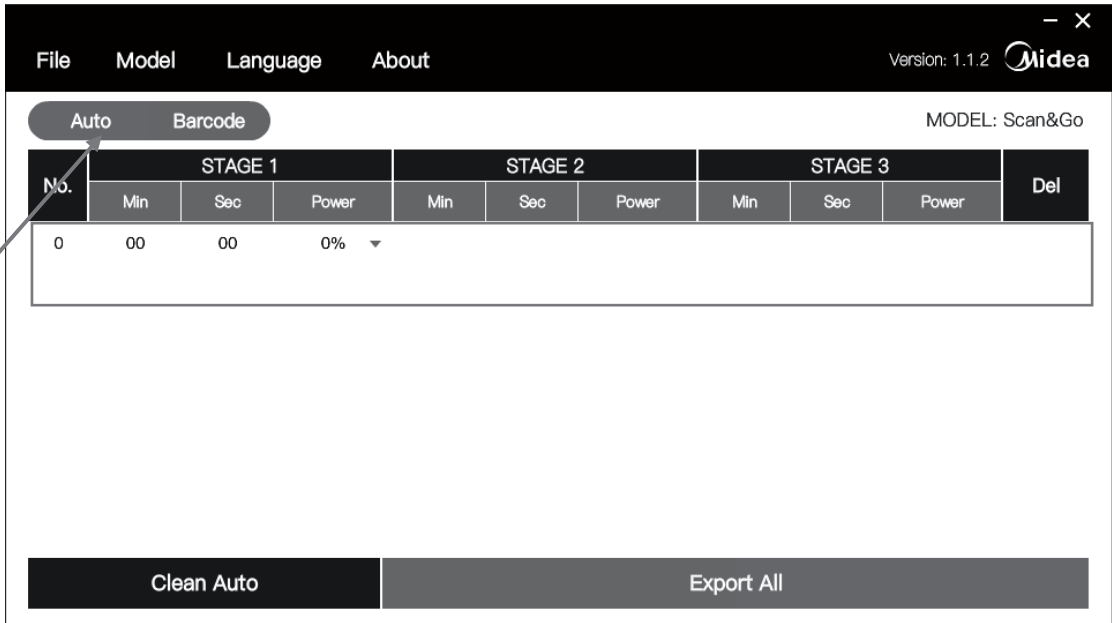 File Model Language About Version: 1.1.2 Midea
Auto Barcode MODEL: Scan&Go
No. STAGE 1 STAGE 2 STAGE 3 Del
Min Sec Power Min Sec Power Min Sec Power
0 00 00 0%
Clean Auto Export All